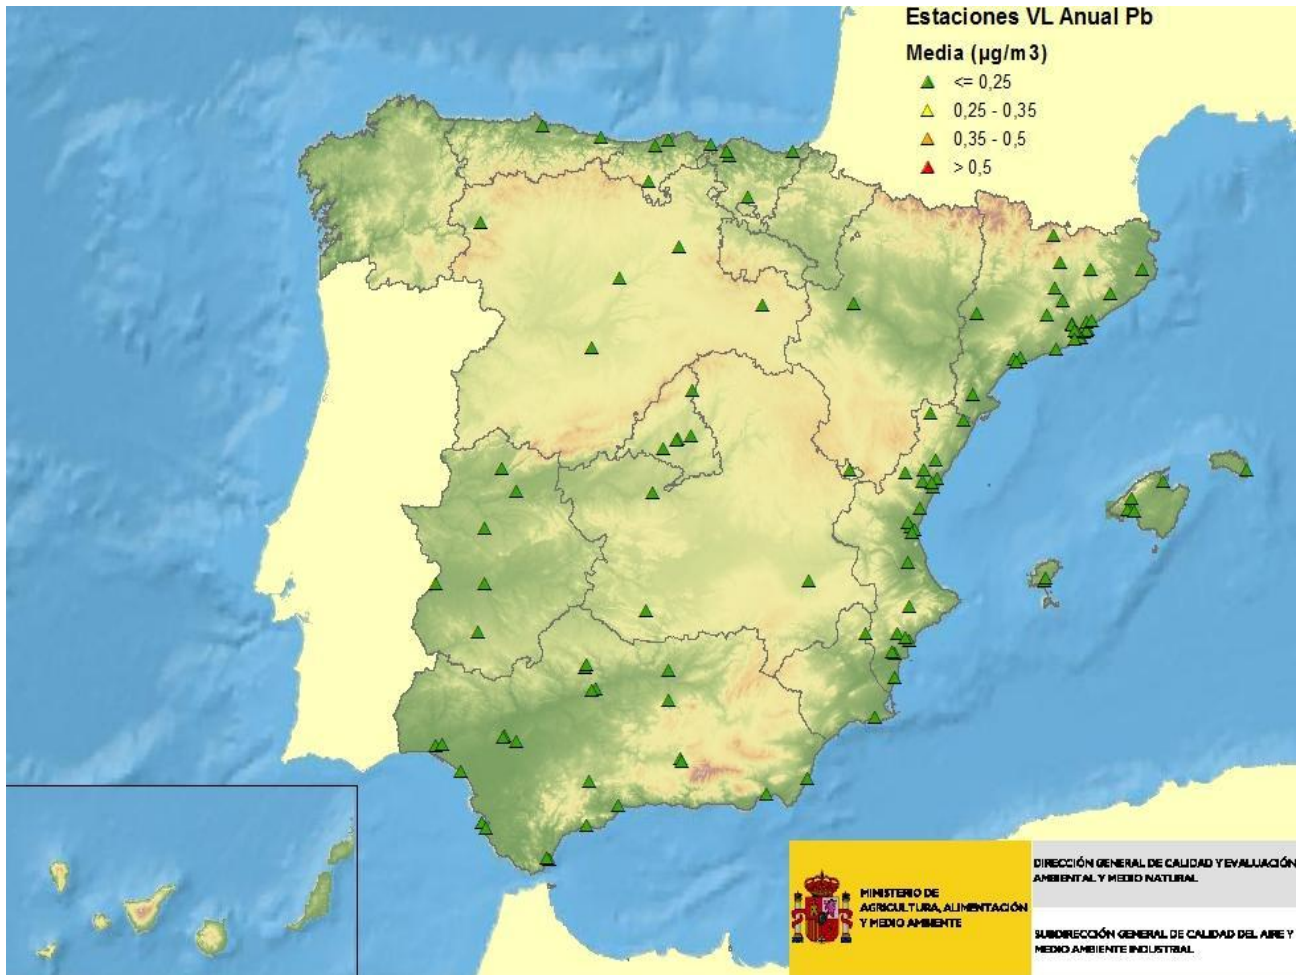 Estaciones VL Anual Pb
Media (µg/m3)
<= 0,25
0,25 - 0,35
0,35 - 0,5
> 0,5
MINISTERIO DE
AGRICULTURA, ALIMENTACIÓN
Y MEDIO AMBIENTE
DIRECCIÓN GENERAL DE CALIDAD Y EVALUACIÓN
AMBIENTAL Y MEDIO NATURAL
SUBDIRECCIÓN GENERAL DE CALIDAD DEL AIRE Y
MEDIO AMBIENTE INDUSTRIAL